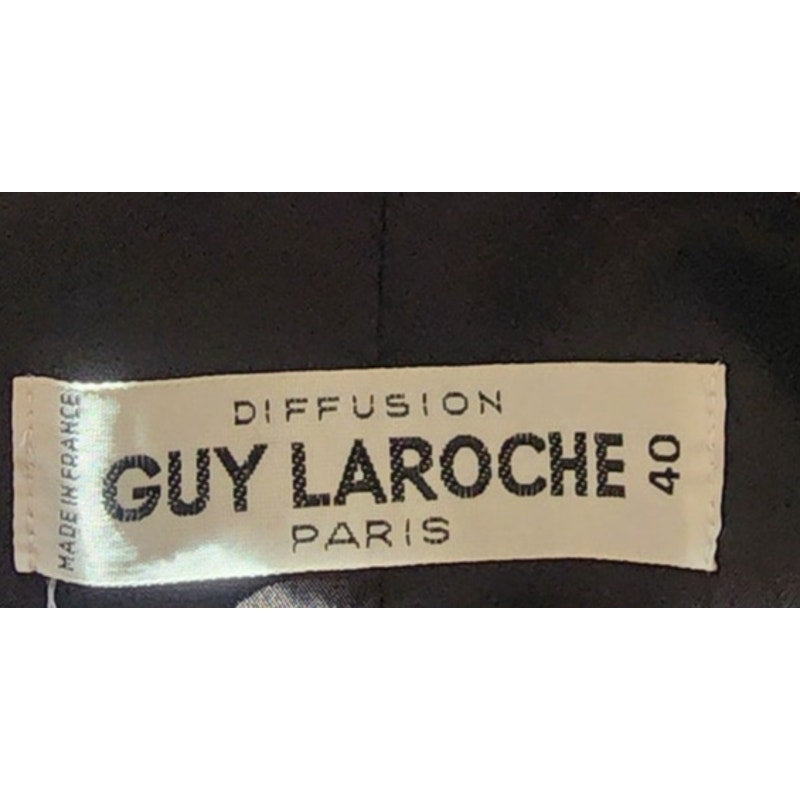 MADE IN FRANCE
DIFFUSION
GUY LAROCHE
PARIS
40